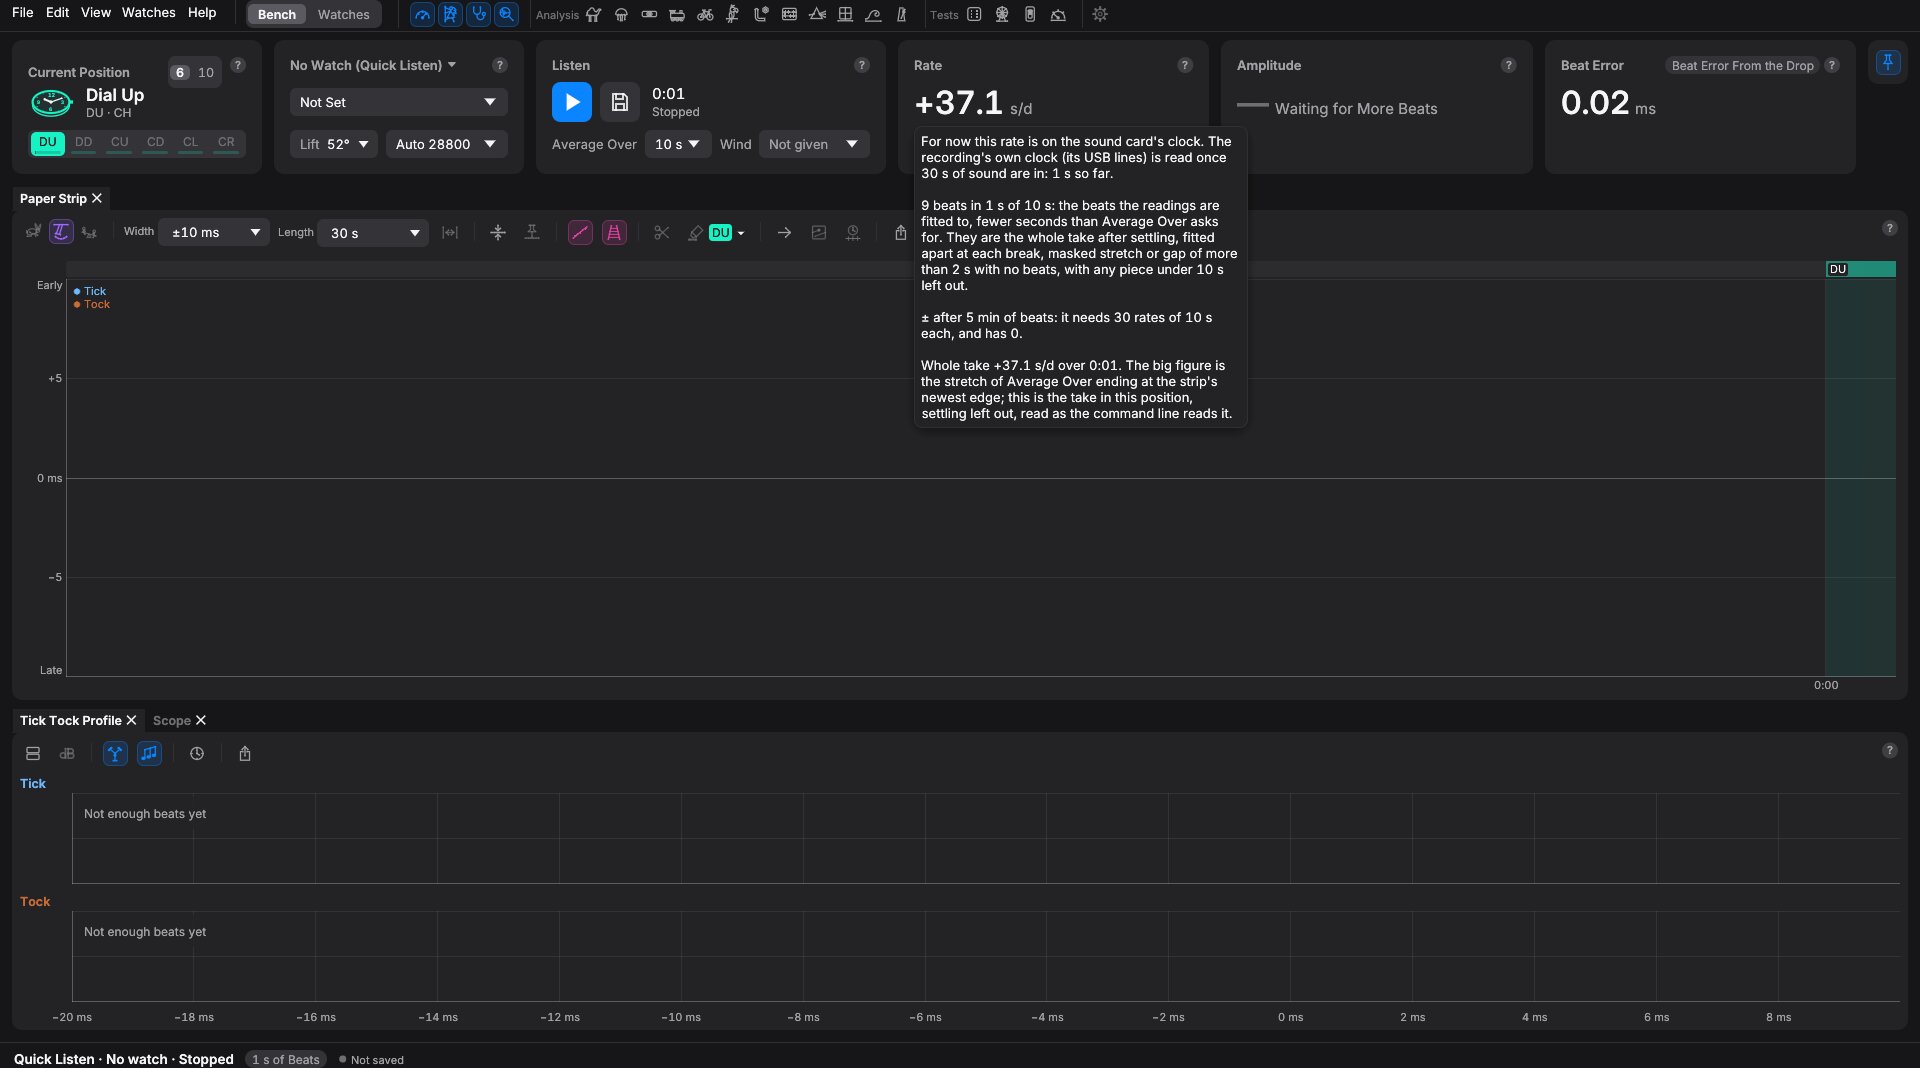 File Edit View Watches Help Bench Watches Analysis Tests
Current Position 6 10 ?
Dial Up
DU · CH
DU DD CU CD CL CR
No Watch (Quick Listen) ?
Not Set
Lift 52° Auto 28800
Listen ?
0:01
Stopped
Average Over 10 s Wind Not given
Rate ?
+37.1 s/d
Amplitude ?
Waiting for More Beats
Beat Error Beat Error From the Drop ?
0.02 ms
For now this rate is on the sound card's clock. The
recording's own clock (its USB lines) is read once
30 s of sound are in: 1 s so far.
9 beats in 1 s of 10 s: the beats the readings are
fitted to, fewer seconds than Average Over asks
for. They are the whole take after settling, fitted
apart at each break, masked stretch or gap of more
than 2 s with no beats, with any piece under 10 s
left out.
± after 5 min of beats: it needs 30 rates of 10 s
each, and has 0.
Whole take +37.1 s/d over 0:01. The big figure is
the stretch of Average Over ending at the strip's
newest edge; this is the take in this position,
settling left out, read as the command line reads it.
Paper Strip
Width ±10 ms Length 30 s DU ?
DU
Early
Tick
Tock
+5
0 ms
−5
Late
0:00
Tick Tock Profile Scope
dB ?
Tick
Not enough beats yet
Tock
Not enough beats yet
−20 ms −18 ms −16 ms −14 ms −12 ms −10 ms −8 ms −6 ms −4 ms −2 ms 0 ms 2 ms 4 ms 6 ms 8 ms
Quick Listen · No watch · Stopped 1 s of Beats Not saved